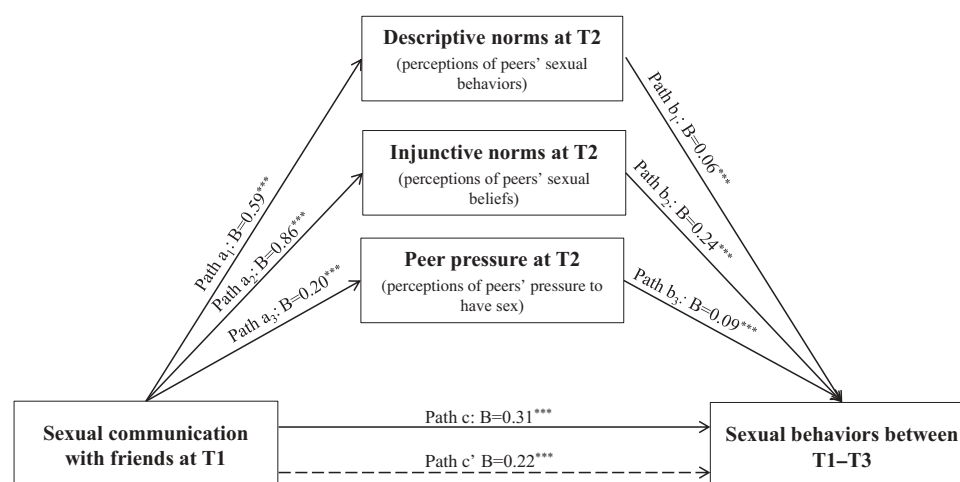 Descriptive norms at T2
(perceptions of peers’ sexual
behaviors)
Injunctive norms at T2
(perceptions of peers’ sexual
beliefs)
Peer pressure at T2
(perceptions of peers’ pressure to
have sex)
Path a₁: B=0.59***
Path a₂: B=0.86***
Path a₃: B=0.20***
Path b₁: B=0.06***
Path b₂: B=0.24***
Path b₃: B=0.09***
Sexual communication
with friends at T1
Path c: B=0.31***
Path c’ B=0.22***
Sexual behaviors between
T1–T3